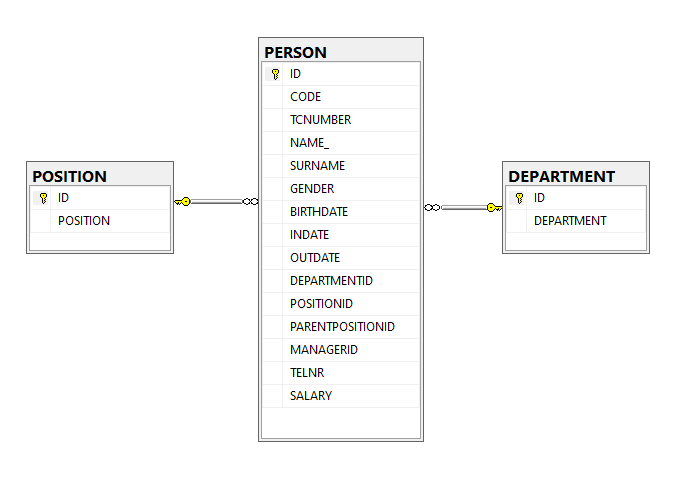 POSITION
ID
POSITION
PERSON
ID
CODE
TCNUMBER
NAME_
SURNAME
GENDER
BIRTHDATE
INDATE
OUTDATE
DEPARTMENTID
POSITIONID
PARENTPOSITIONID
MANAGERID
TELNR
SALARY
DEPARTMENT
ID
DEPARTMENT